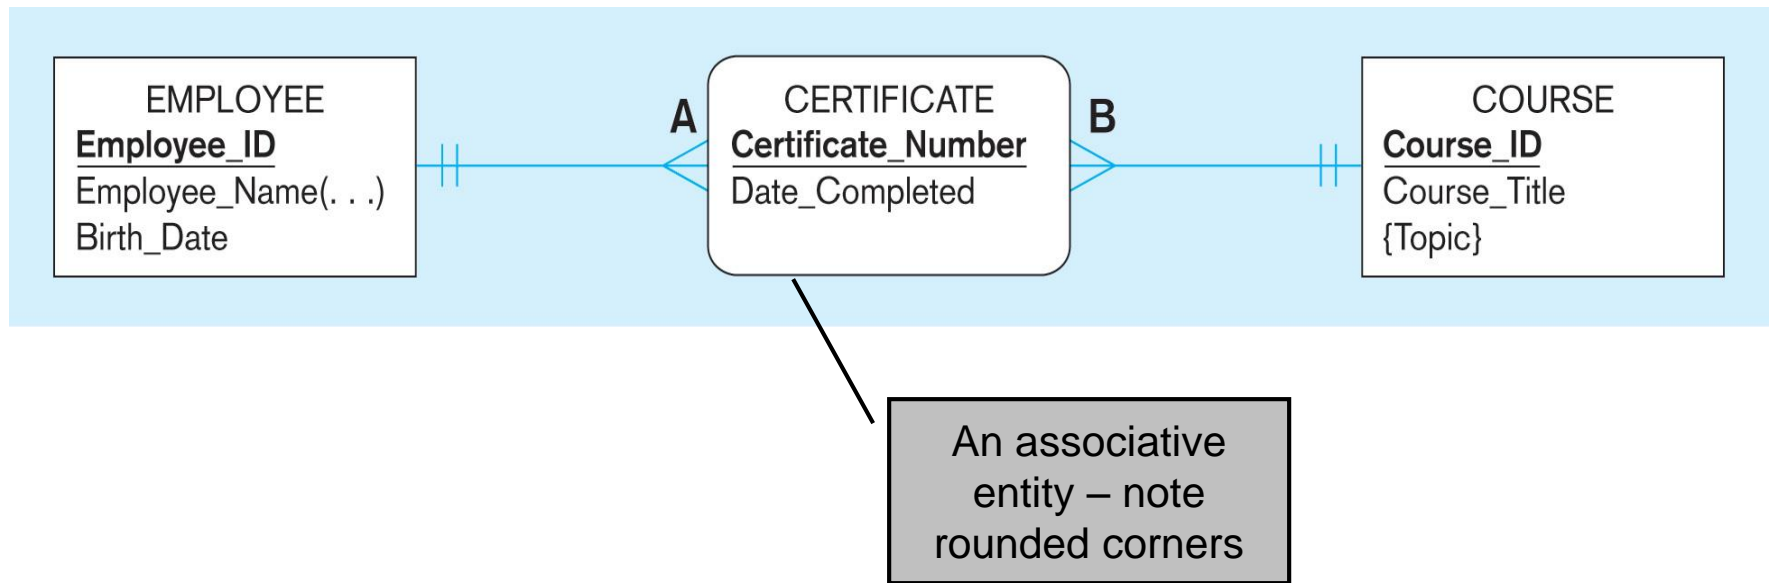 EMPLOYEE
Employee_ID
Employee_Name(. . .)
Birth_Date
A
CERTIFICATE
Certificate_Number
Date_Completed
B
COURSE
Course_ID
Course_Title
{Topic}
An associative
entity – note
rounded corners